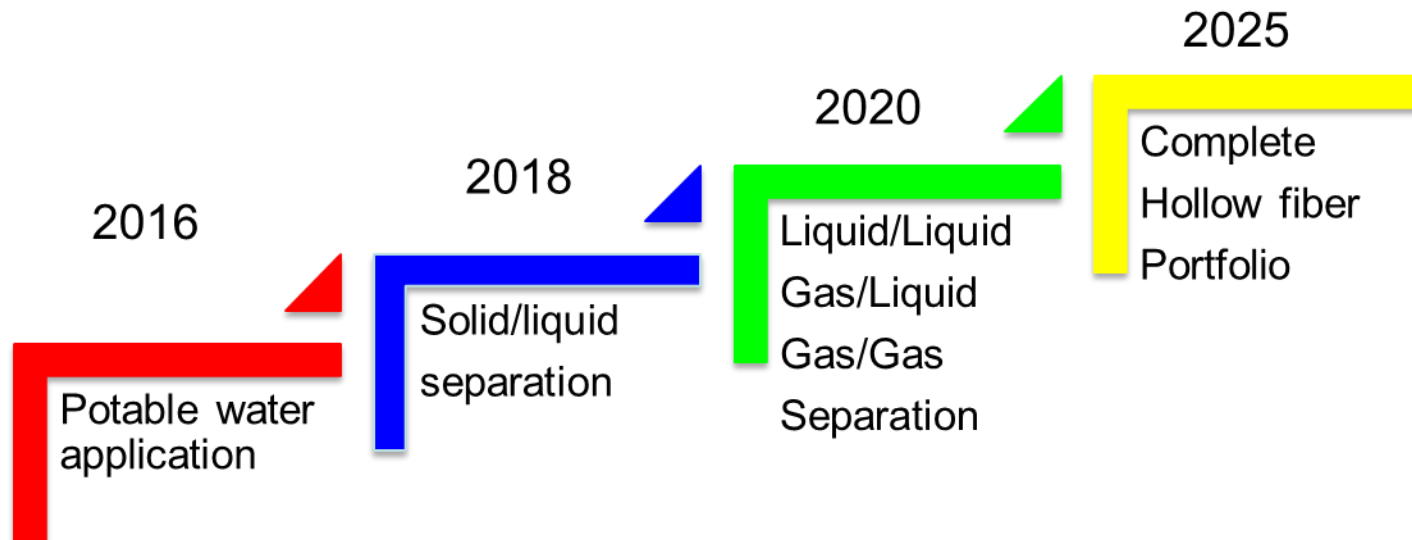 2016
Potable water
application
2018
Solid/liquid
separation
2020
Liquid/Liquid
Gas/Liquid
Gas/Gas
Separation
2025
Complete
Hollow fiber
Portfolio